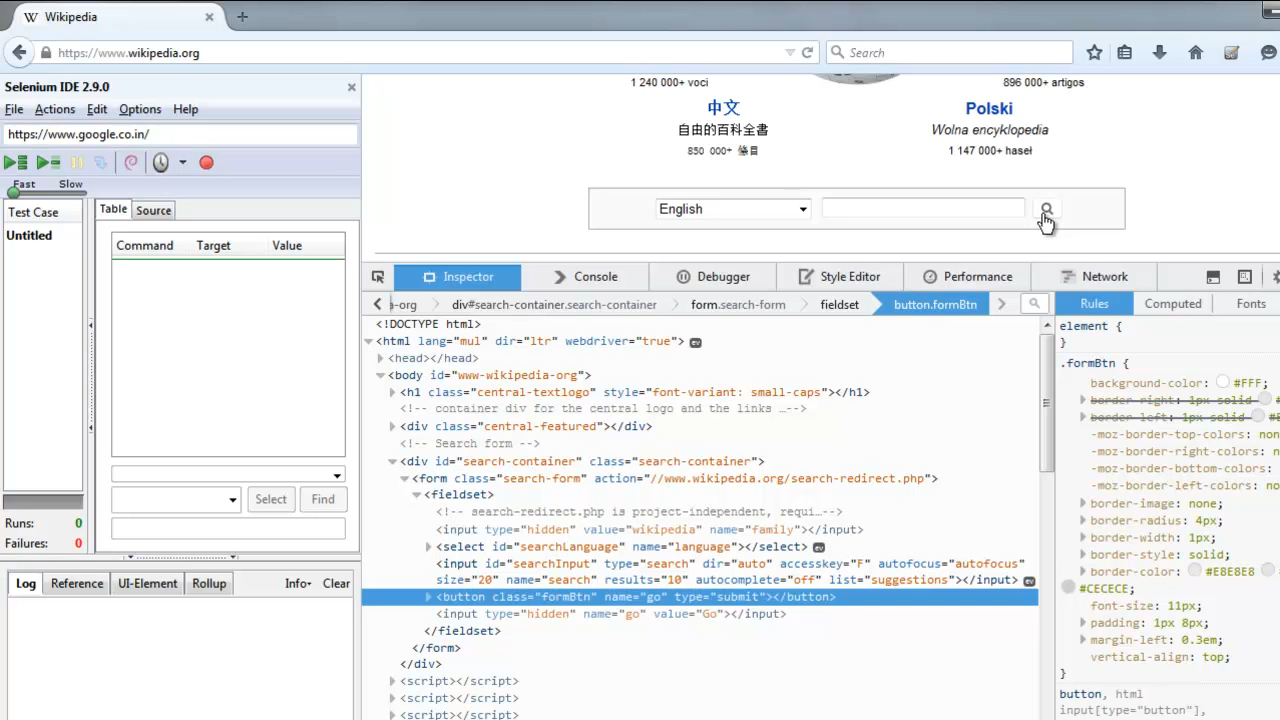 Wikipedia
https://www.wikipedia.org
Search
Selenium IDE 2.9.0
File Actions Edit Options Help
https://www.google.co.in/
Fast Slow
Test Case
Untitled
Table Source
Command Target Value
Select Find
Runs: 0
Failures: 0
Log Reference UI-Element Rollup Info Clear
1 240 000+ voci
896 000+ artigos
中文
自由的百科全書
850 000+ 條目
Polski
Wolna encyklopedia
1 147 000+ haseł
English
Inspector Console Debugger Style Editor Performance Network
a-org div#search-container.search-container form.search-form fieldset button.formBtn
Rules Computed Fonts
<!DOCTYPE html>
<html lang="mul" dir="ltr" webdriver="true"> ev
<head></head>
<body id="www-wikipedia-org">
<h1 class="central-textlogo" style="font-variant: small-caps"></h1>
<!-- container div for the central logo and the links …-->
<div class="central-featured"></div>
<!-- Search form -->
<div id="search-container" class="search-container">
<form class="search-form" action="//www.wikipedia.org/search-redirect.php">
<fieldset>
<!-- search-redirect.php is project-independent, requi…-->
<input type="hidden" value="wikipedia" name="family"></input>
<select id="searchLanguage" name="language"></select> ev
<input id="searchInput" type="search" dir="auto" accesskey="F" autofocus="autofocus"
size="20" name="search" results="10" autocomplete="off" list="suggestions"></input> ev
<button class="formBtn" name="go" type="submit"></button>
<input type="hidden" name="go" value="Go"></input>
</fieldset>
</form>
</div>
<script></script>
<script></script>
<script></script>
element {
}
.formBtn {
background-color: #FFF;
border-right: 1px solid #
border-left: 1px solid #E
-moz-border-top-colors: non
-moz-border-right-colors: n
-moz-border-bottom-colors:
-moz-border-left-colors: no
border-image: none;
border-radius: 4px;
border-width: 1px;
border-style: solid;
border-color: #E8E8E8
#CECECE;
font-size: 11px;
padding: 1px 8px;
margin-left: 0.3em;
vertical-align: top;
}
button, html
input[type="button"],